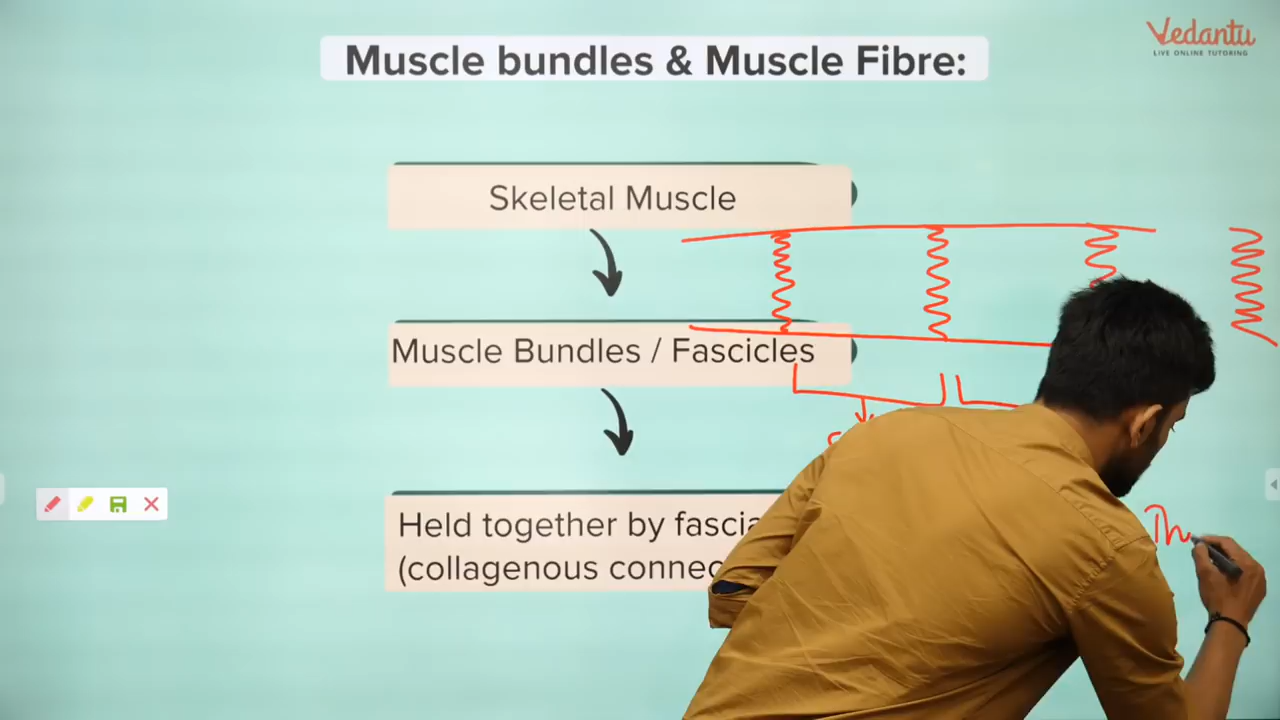 Vedantu
LIVE ONLINE TUTORING
Muscle bundles & Muscle Fibre:
Skeletal Muscle
Muscle Bundles / Fascicles
Held together by fascia
(collagenous connec
Th